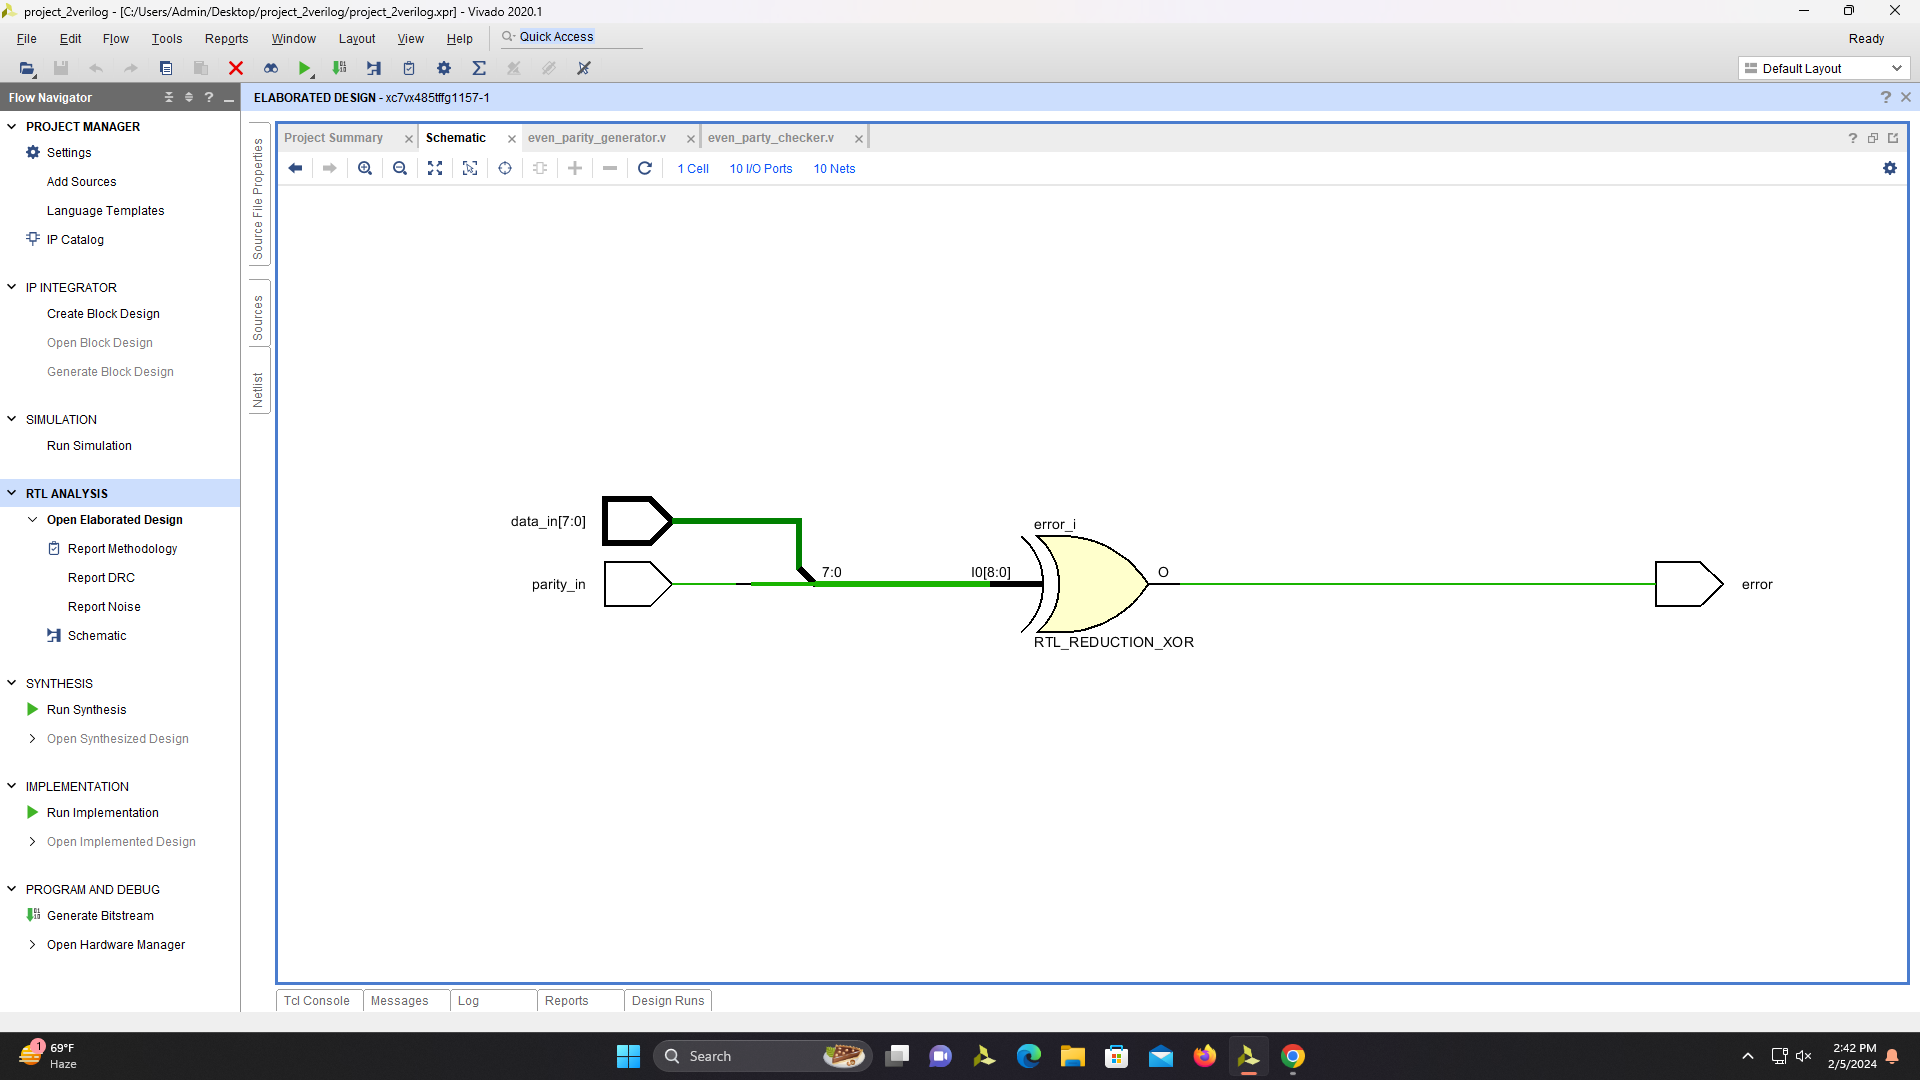 project_2verilog - [C:/Users/Admin/Desktop/project_2verilog/project_2verilog.xpr] - Vivado 2020.1
File Edit Flow Tools Reports Window Layout View Help Quick Access Ready
Default Layout
Flow Navigator
ELABORATED DESIGN - xc7vx485tffg1157-1
PROJECT MANAGER
Settings
Add Sources
Language Templates
IP Catalog
IP INTEGRATOR
Create Block Design
Open Block Design
Generate Block Design
SIMULATION
Run Simulation
RTL ANALYSIS
Open Elaborated Design
Report Methodology
Report DRC
Report Noise
Schematic
SYNTHESIS
Run Synthesis
Open Synthesized Design
IMPLEMENTATION
Run Implementation
Open Implemented Design
PROGRAM AND DEBUG
Generate Bitstream
Open Hardware Manager
Source File Properties
Sources
Netlist
Project Summary Schematic even_parity_generator.v even_party_checker.v
1 Cell 10 I/O Ports 10 Nets
data_in[7:0]
parity_in
7:0
I0[8:0]
error_i
O
RTL_REDUCTION_XOR
error
Tcl Console Messages Log Reports Design Runs
1
69°F
Haze
Search
2:42 PM
2/5/2024